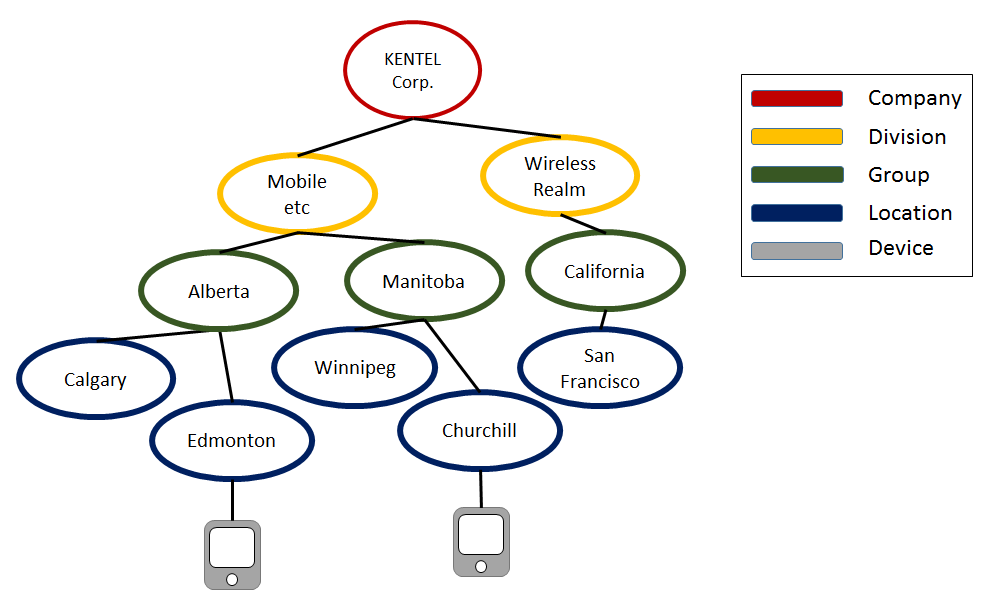 KENTEL
Corp.
Mobile
etc
Wireless
Realm
Alberta
Manitoba
California
Calgary
Winnipeg
San
Francisco
Edmonton
Churchill
Company
Division
Group
Location
Device